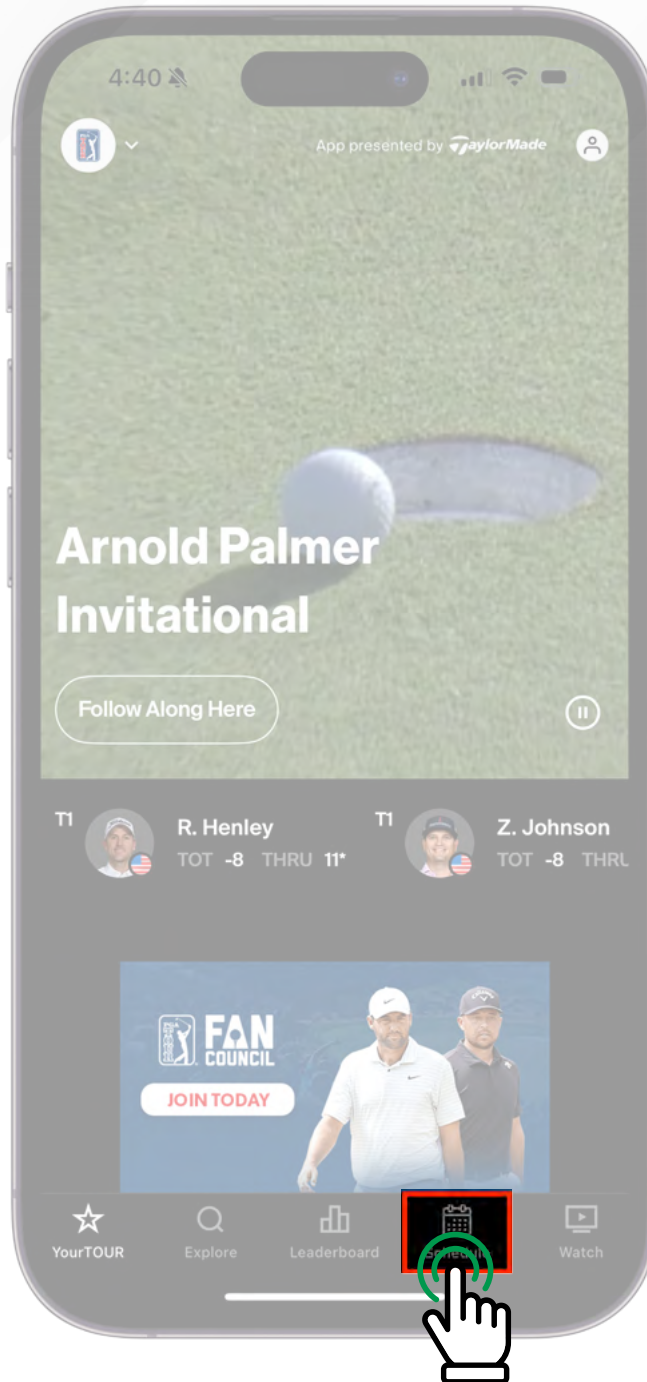 4:40
App presented by TaylorMade
Arnold Palmer
Invitational
Follow Along Here
T1
R. Henley
TOT -8 THRU 11*
T1
Z. Johnson
TOT -8 THRU
FAN
COUNCIL
JOIN TODAY
YourTOUR
Explore
Leaderboard
Schedule
Watch